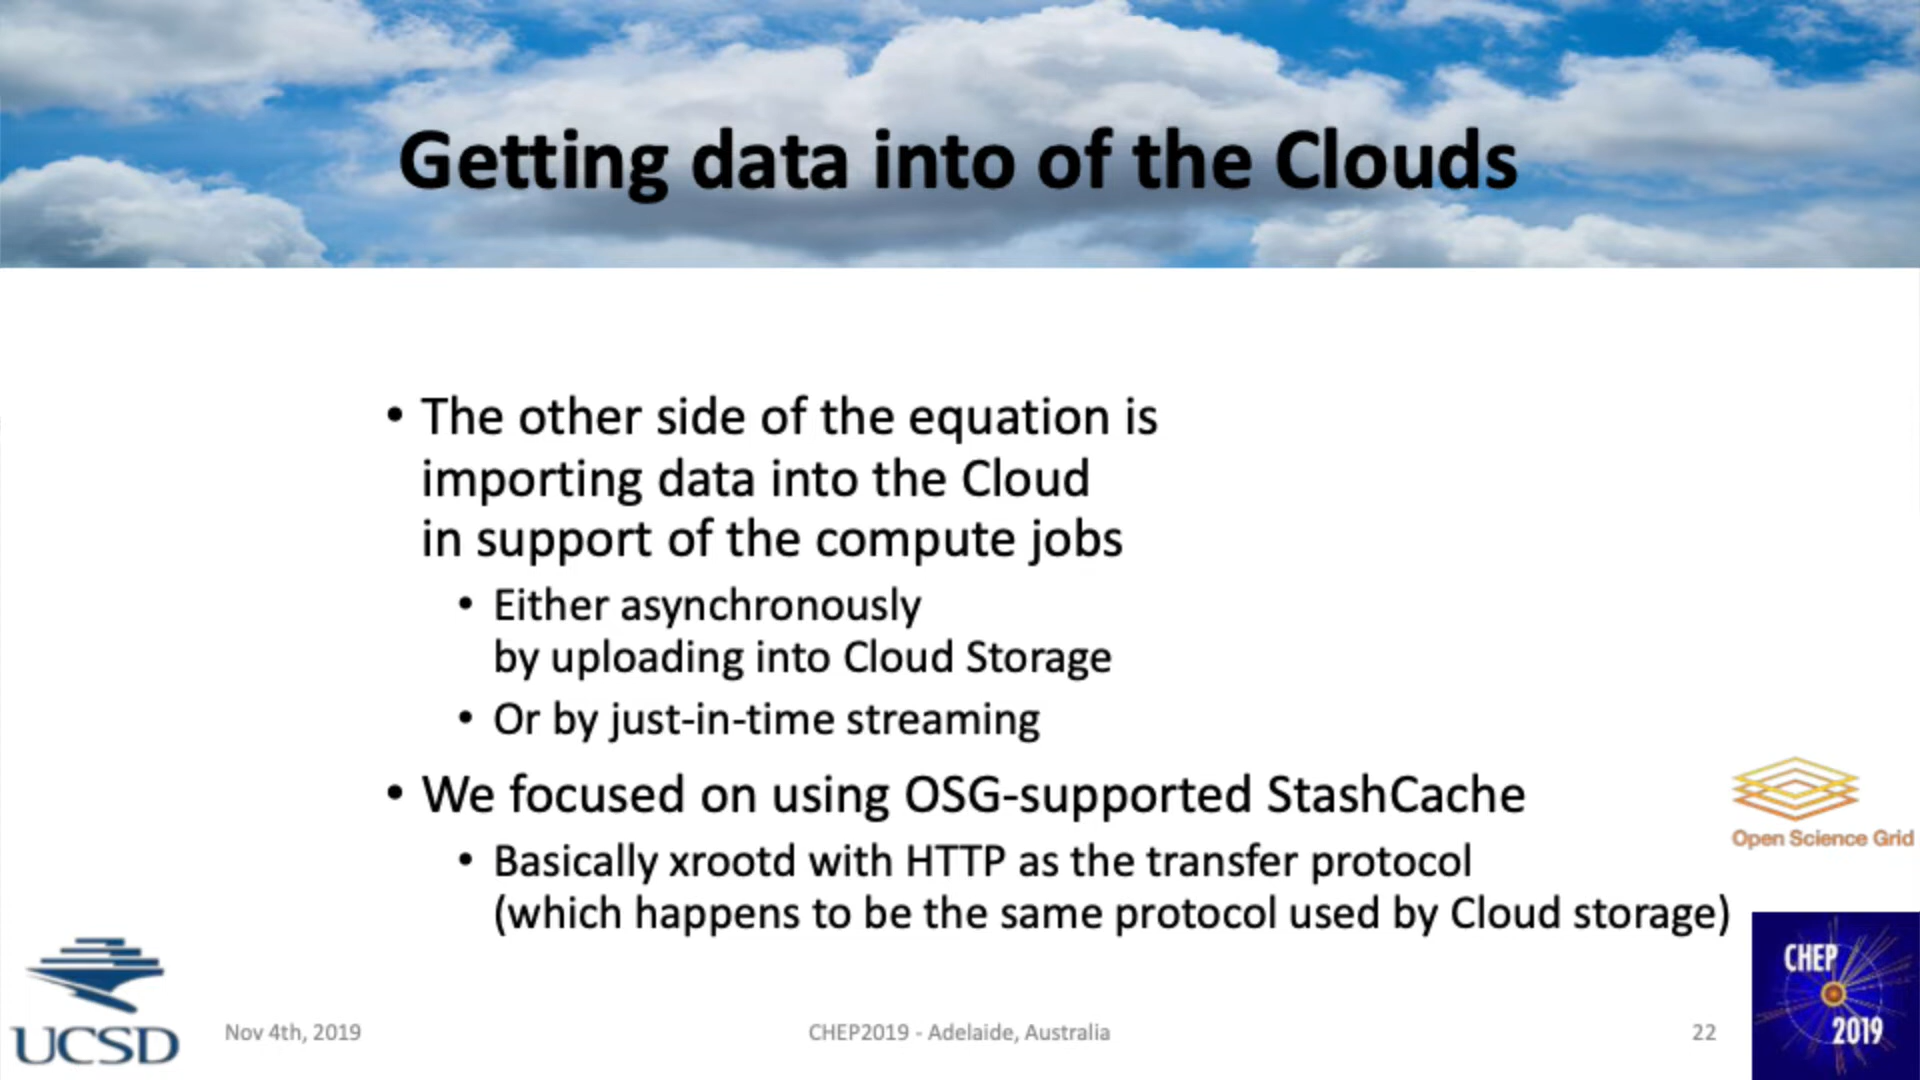 Getting data into of the Clouds
• The other side of the equation is
importing data into the Cloud
in support of the compute jobs
• Either asynchronously
by uploading into Cloud Storage
• Or by just-in-time streaming
• We focused on using OSG-supported StashCache
• Basically xrootd with HTTP as the transfer protocol
(which happens to be the same protocol used by Cloud storage)
Open Science Grid
UCSD
Nov 4th, 2019
CHEP2019 - Adelaide, Australia
22
CHEP
2019